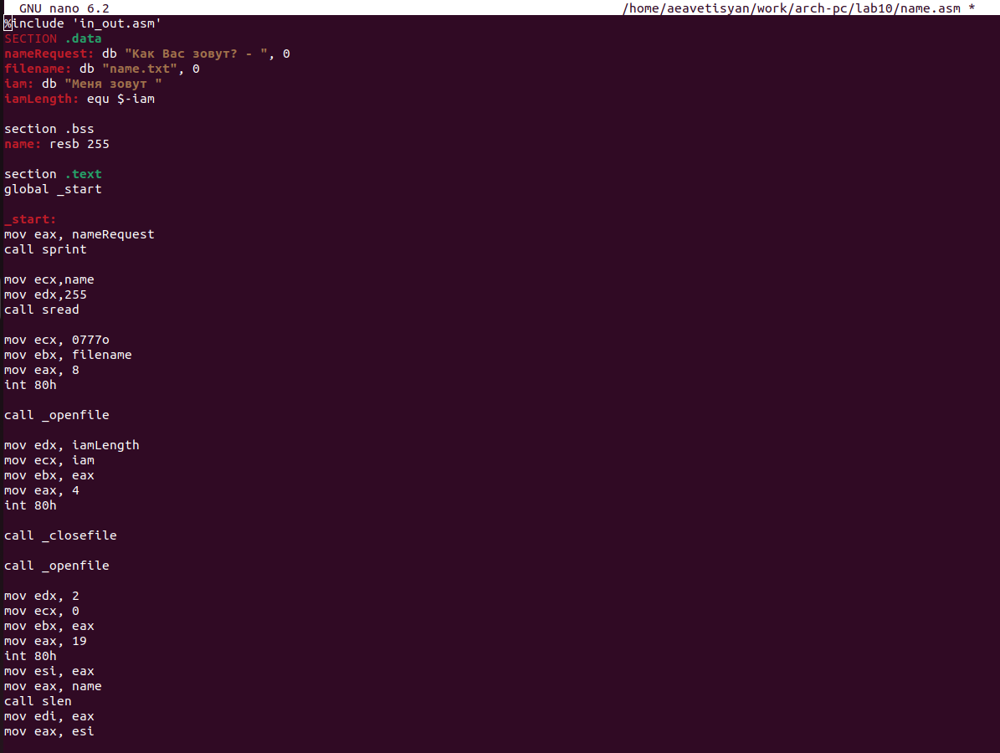 GNU nano 6.2 /home/aeavetisyan/work/arch-pc/lab10/name.asm *
%include 'in_out.asm'
SECTION .data
nameRequest: db "Как Вас зовут? - ", 0
filename: db "name.txt", 0
iam: db "Меня зовут "
iamLength: equ $-iam
section .bss
name: resb 255
section .text
global _start
_start:
mov eax, nameRequest
call sprint
mov ecx,name
mov edx,255
call sread
mov ecx, 0777o
mov ebx, filename
mov eax, 8
int 80h
call _openfile
mov edx, iamLength
mov ecx, iam
mov ebx, eax
mov eax, 4
int 80h
call _closefile
call _openfile
mov edx, 2
mov ecx, 0
mov ebx, eax
mov eax, 19
int 80h
mov esi, eax
mov eax, name
call slen
mov edi, eax
mov eax, esi